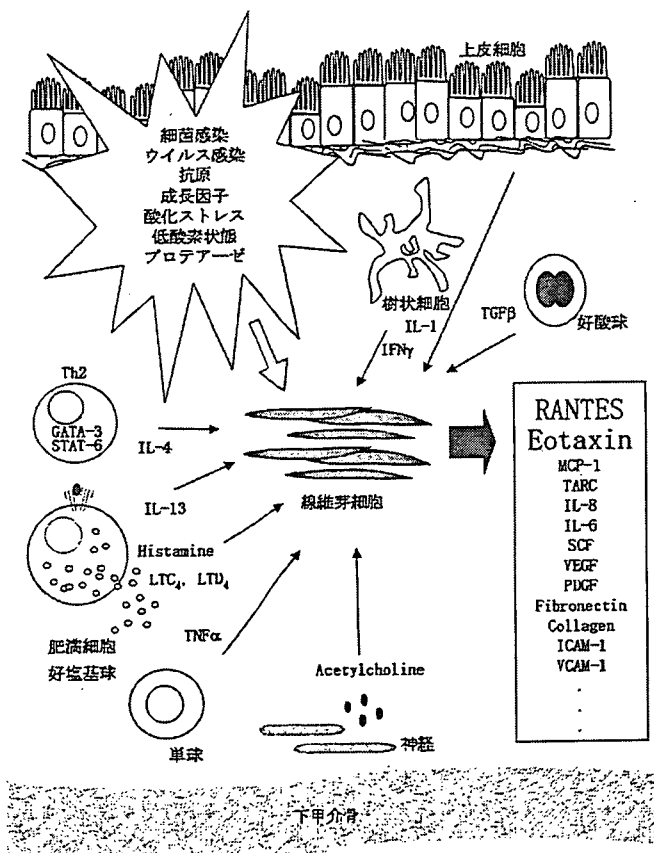 上皮細胞
細菌感染
ウイルス感染
抗原
成長因子
酸化ストレス
低酸素状態
プロテアーゼ
樹状細胞
IL-1
IFNγ
TGFβ
好酸球
Th2
GATA-3
STAT-6
IL-4
IL-13
線維芽細胞
Histamine
LTC4, LTD4
肥満細胞
好塩基球
TNFα
単球
Acetylcholine
神経
RANTES
Eotaxin
MCP-1
TARC
IL-8
IL-6
SCF
VEGF
PDGF
Fibronectin
Collagen
ICAM-1
VCAM-1
.
.
.
下甲介骨